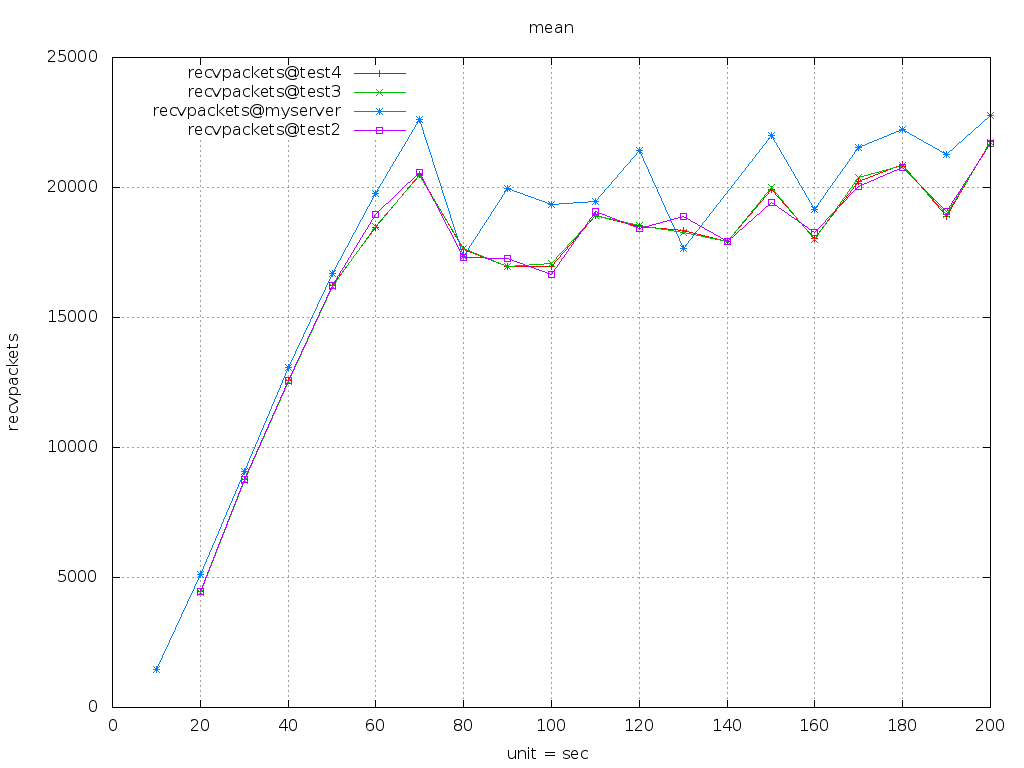 mean
25000
20000
15000
10000
5000
0
recvpackets
recvpackets@test4
recvpackets@test3
recvpackets@myserver
recvpackets@test2
0 20 40 60 80 100 120 140 160 180 200
unit = sec